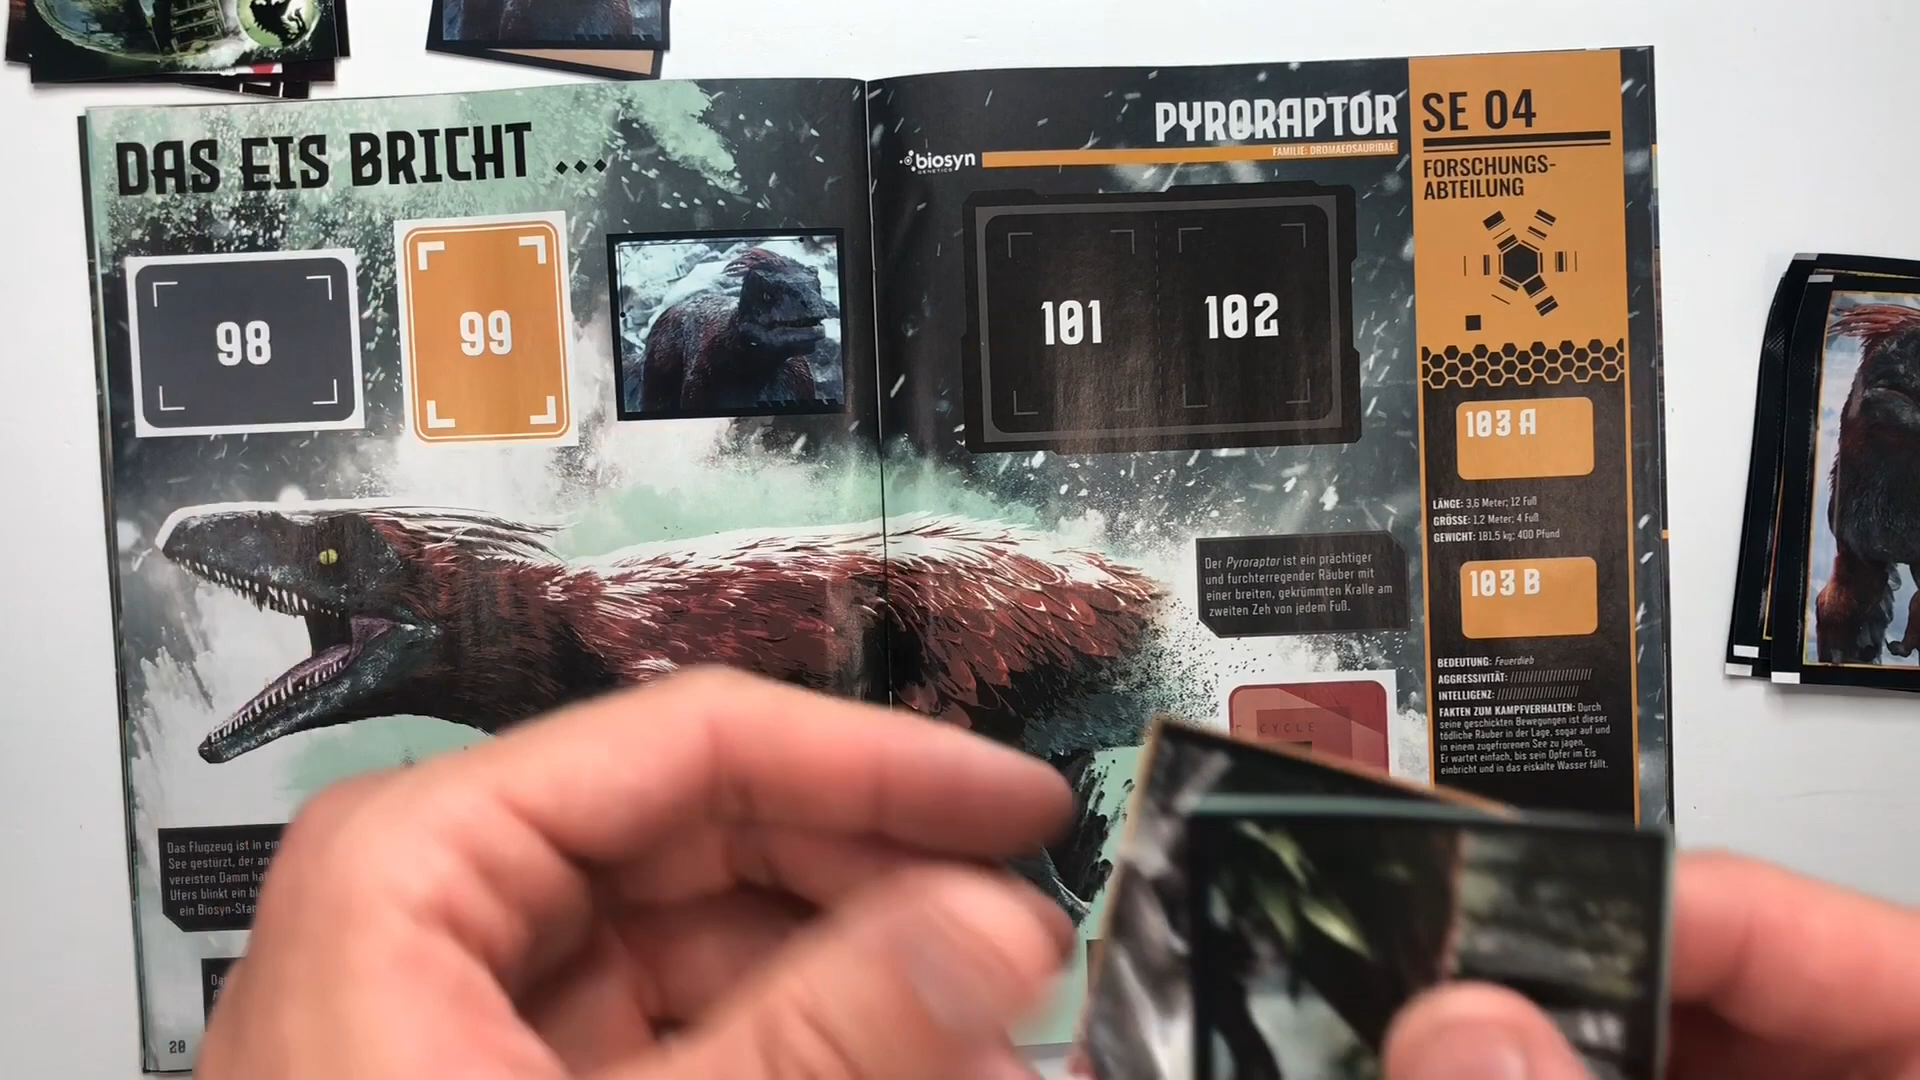 DAS EIS BRICHT ...
98
99
Das Flugzeug ist in
See gestürzt, der
vereisten Damm
Ufers blinkt ein
ein
20
PYRORAPTOR
FAMILIE: DROMAEOSAURIDAE
biosyn
GENETICS
101
102
Der Pyroraptor ist ein prächtiger
und furchterregender Räuber mit
einer breiten, gekrümmten Kralle am
zweiten Zeh von jedem Fuß.
CYCLE
SE 04
FORSCHUNGS-
ABTEILUNG
103 A
LÄNGE: 3,6 Meter; 12 Fuß
GRÖSSE: 1,2 Meter; 4 Fuß
GEWICHT: 181,5 kg; 400 Pfund
103 B
BEDEUTUNG: Feuerdieb
AGGRESSIVITÄT:
INTELLIGENZ:
FAKTEN ZUM KAMPFVERHALTEN: Durch
seine geschickten Bewegungen ist dieser
tödliche Räuber in der Lage, sogar auf und
in einem zugefrorenen See zu jagen.
Er wartet einfach, bis sein Opfer im Eis
einbricht und in das eiskalte Wasser fällt.